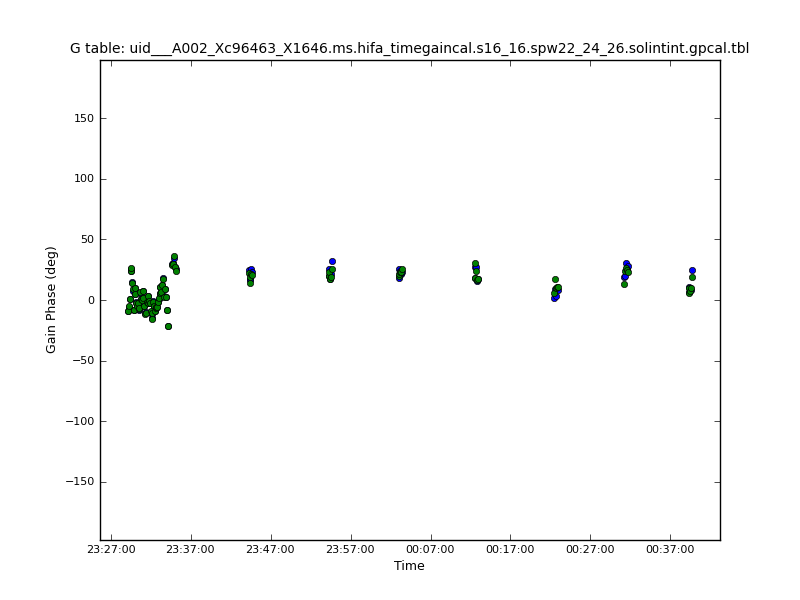 G table: uid___A002_Xc96463_X1646.ms.hifa_timegaincal.s16_16.spw22_24_26.solintint.gpcal.tbl
150
100
50
0
−50
−100
−150
Gain Phase (deg)
23:27:00 23:37:00 23:47:00 23:57:00 00:07:00 00:17:00 00:27:00 00:37:00
Time